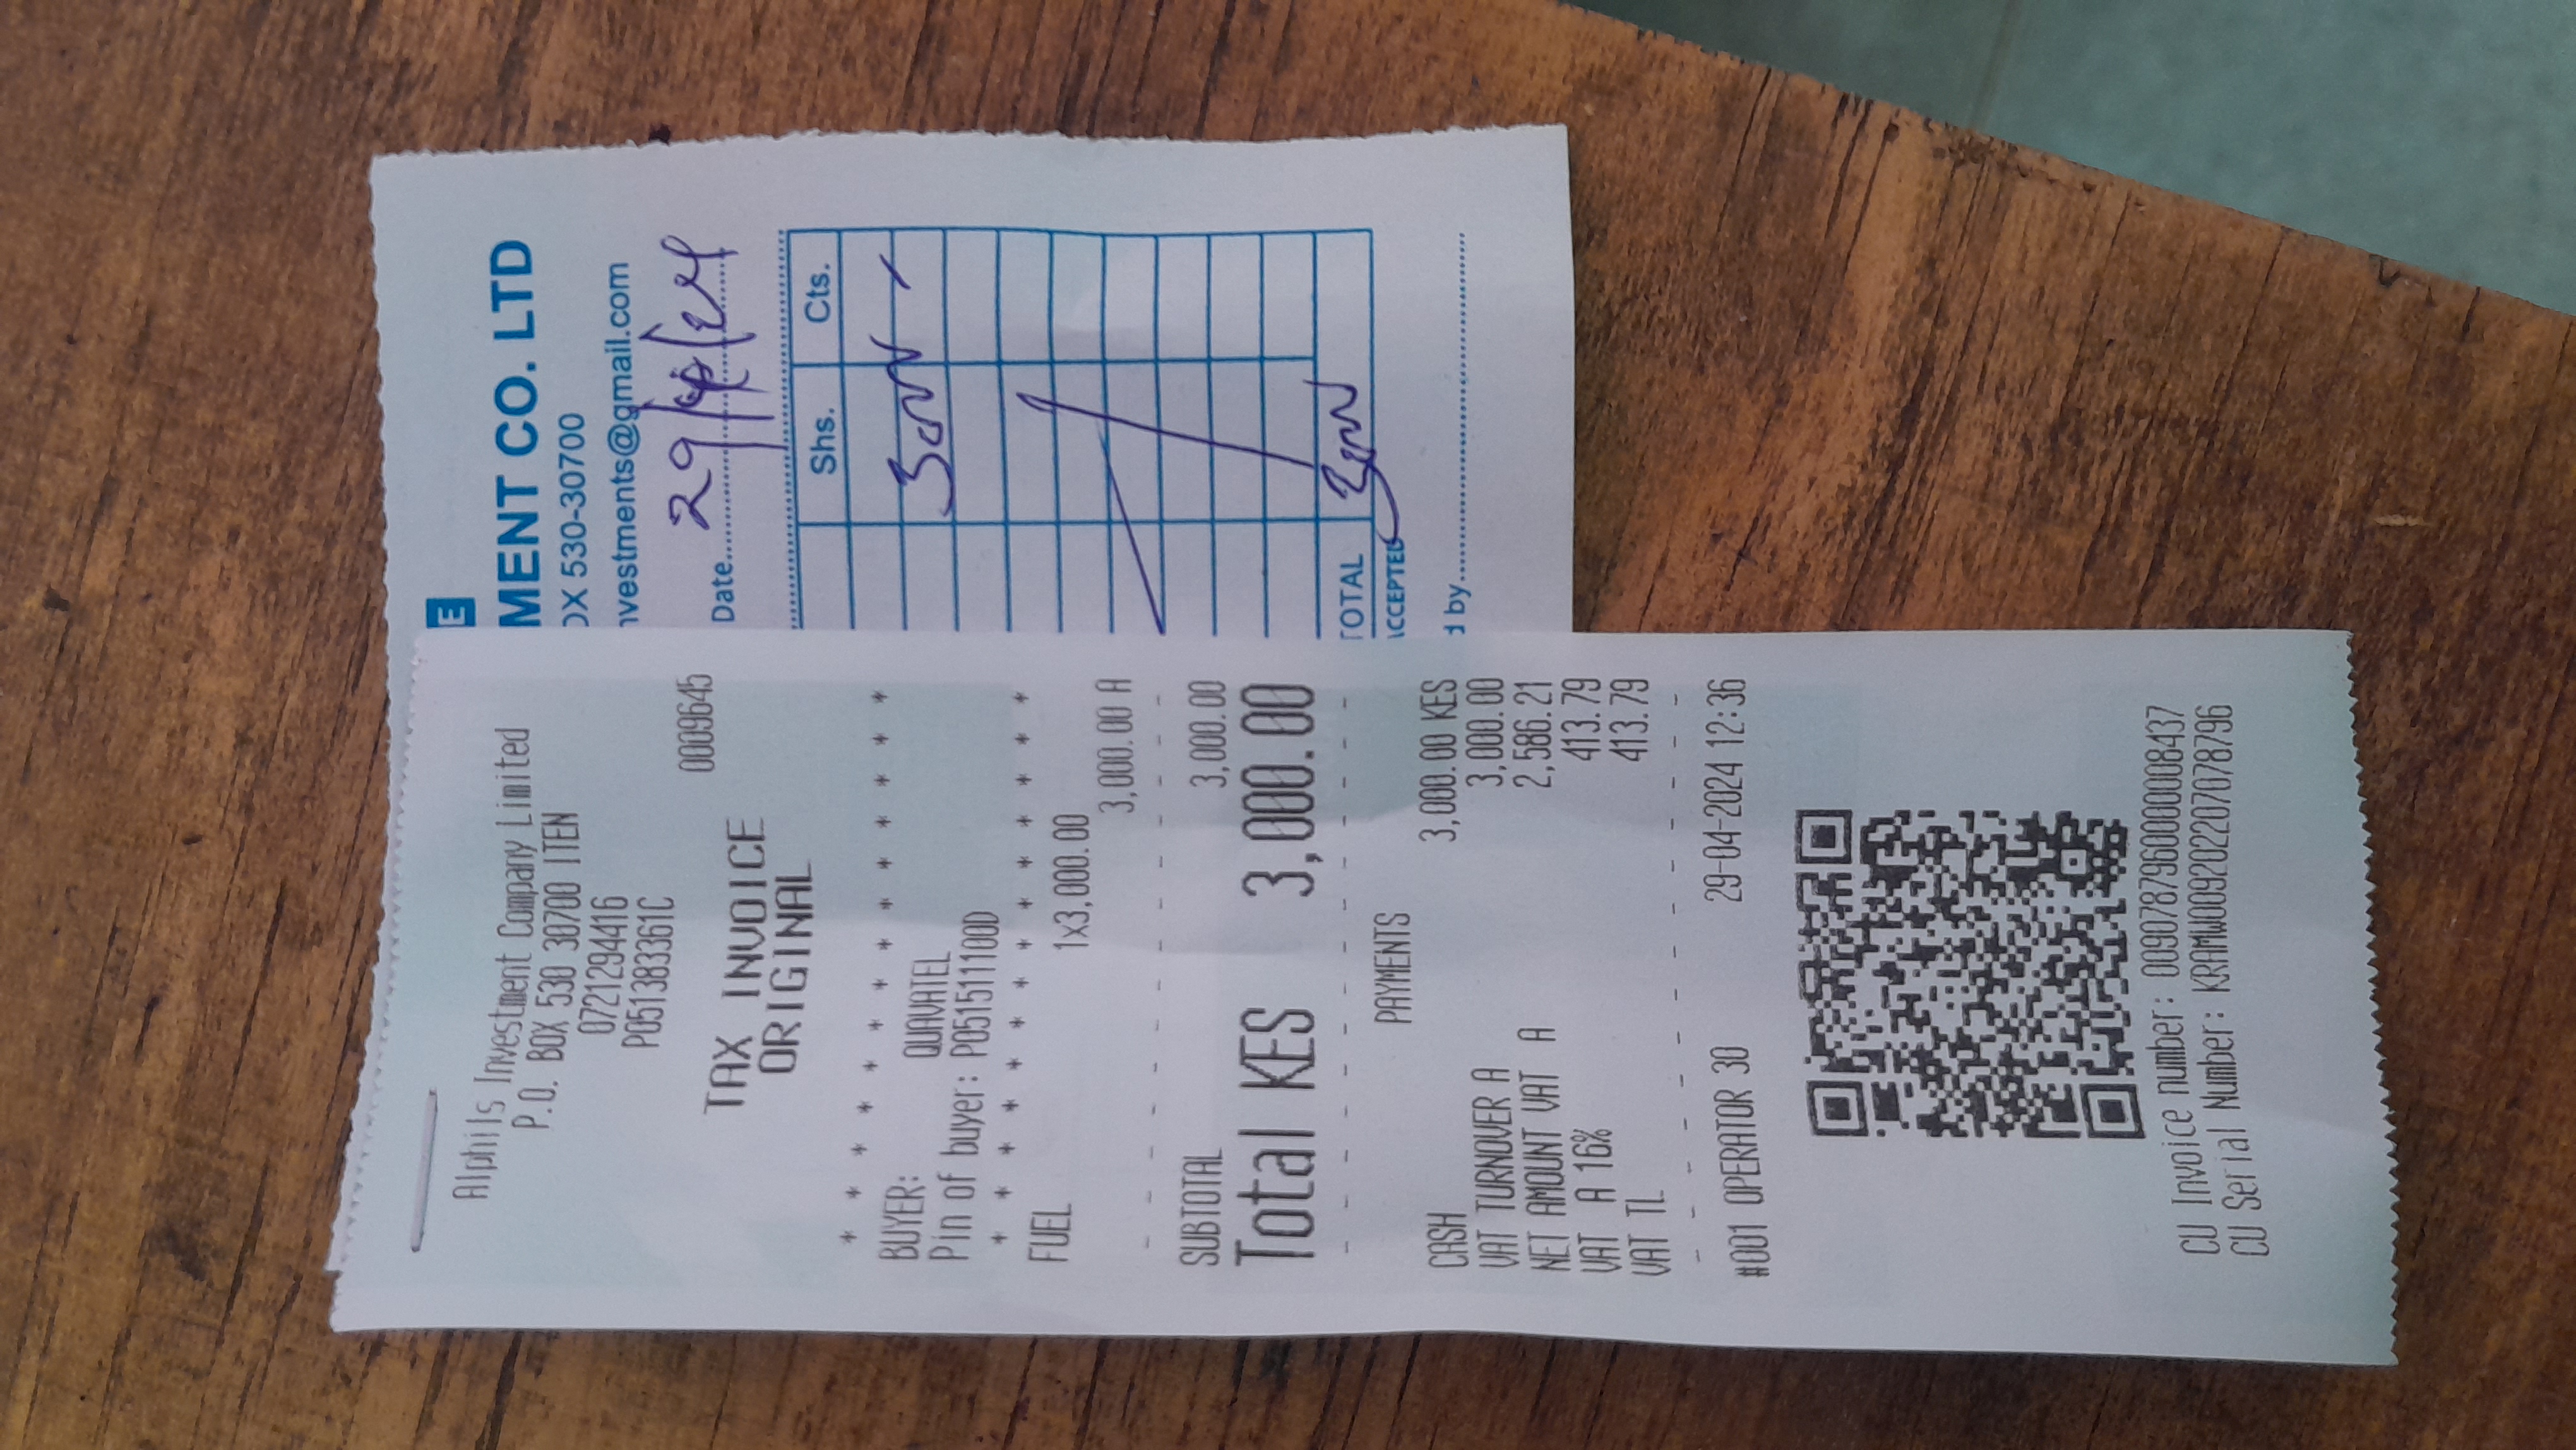 Alphils Investment Company Limited
P.O. BOX 530 30700 ITEN
0721294416
P051383361C
0009645
TAX INVOICE
ORIGINAL
* * * * * * * * * * * *
BUYER: QUAVATEL
Pin of buyer: P051511100D
* * * * * * * * * * * *
FUEL 1x3,000.00
3,000.00 A
SUBTOTAL 3,000.00
Total KES 3,000.00
PAYMENTS
CASH 3,000.00 KES
VAT TURNOVER A 3,000.00
NET AMOUNT VAT A 2,586.21
VAT A 16% 413.79
VAT TL 413.79
#001 OPERATOR 30 29-04-2024 12:36
CU Invoice number: 0090787960000008437
CU Serial Number: KRAMW009202207078796
E
MENT CO. LTD
OX 530-30700
nvestments@gmail.com
Date 29/4/24
Shs. Cts.
3000
TOTAL 3000
ACCEPTED
d by